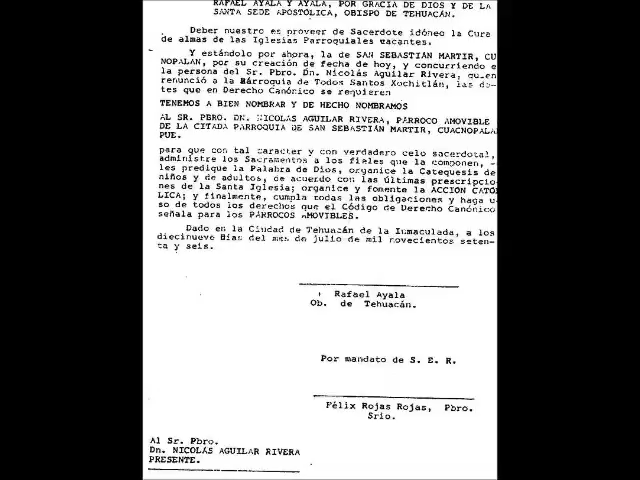 RAFAEL AYALA Y AYALA, POR GRACIA DE DIOS Y DE LA
SANTA SEDE APOSTÓLICA, OBISPO DE TEHUACÁN.
Deber nuestro es proveer de Sacerdote idóneo la Cura
de almas de las Iglesias Parroquiales vacantes.
Y estándolo por ahora, la de SAN SEBASTIÁN MARTIR, CU
NOPALAN, por su creación de fecha de hoy, y concurriendo e
la persona del Sr. Pbro. Dn. Nicolás Aguilar Rivera, quien
renunció a la Parroquia de Todos Santos Xochitlán, las do-
tes que en Derecho Canónico se requieren
TENEMOS A BIEN NOMBRAR Y DE HECHO NOMBRAMOS
AL SR. PBRO. DN. NICOLAS AGUILAR RIVERA, PARROCO AMOVIBLE
DE LA CITADA PARROQUIA DE SAN SEBASTIAN MARTIR, CUACNOPALA
PUE.
para que con tal caracter y con verdadero celo sacerdotal,
administre los Sacramentos a los fieles que la componen, -
les predique la Palabra de Dios, organice la Catequesis de
niños y de adultos, de acuerdo con las últimas prescripcio-
nes de la Santa Iglesia; organice y fomente la ACCION CATÓ
LICA; y finalmente, cumpla todas las obligaciones y haga u-
so de todos los derechos que el Código de Derecho Canónico
señala para los PÁRROCOS AMOVIBLES.
Dado en la Ciudad de Tehuacán de la Inmaculada, a los
diecinueve días del mes de julio de mil novecientos seten-
ta y seis.
Rafael Ayala
Ob. de Tehuacán.
Por mandato de S. E. R.
Félix Rojas Rojas, Pbro.
Srio.
Al Sr. Pbro.
Dn. NICOLÁS AGUILAR RIVERA
PRESENTE.